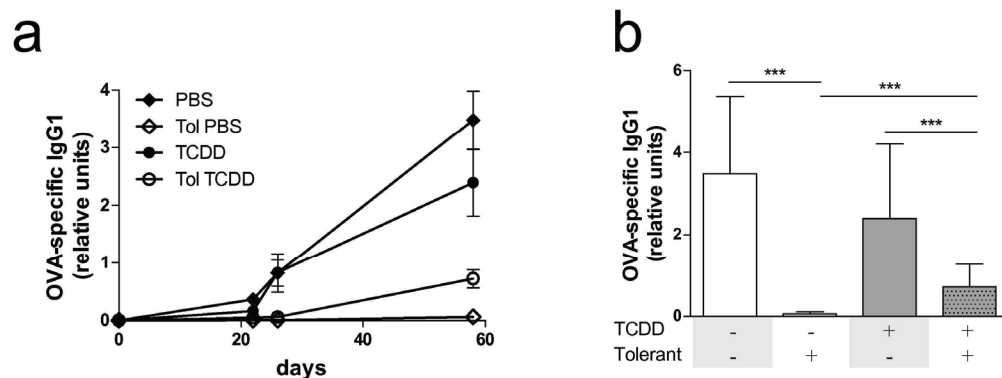 a
OVA-specific IgG1
(relative units)
4
3
2
1
0
0
20
40
60
days
PBS
Tol PBS
TCDD
Tol TCDD
b
OVA-specific IgG1
(relative units)
6
4
2
0
***
***
***
TCDD - - + +
Tolerant - + - +